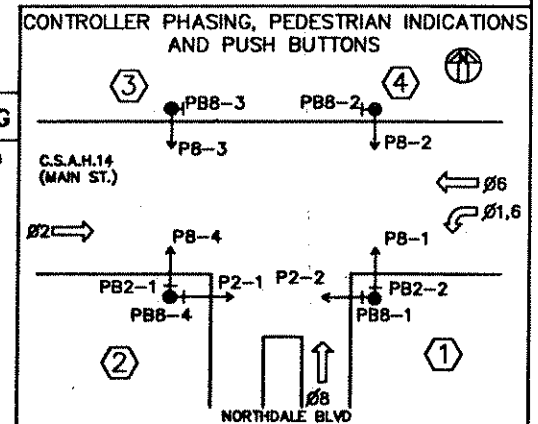 CONTROLLER PHASING, PEDESTRIAN INDICATIONS
AND PUSH BUTTONS
3
PB8-3
PB8-2
4
G
P8-3
P8-2
C.S.A.H.14
(MAIN ST.)
Ø6
Ø1,6
Ø2
P8-4
P8-1
PB2-1
P2-1
P2-2
PB2-2
PB8-4
PB8-1
2
1
Ø8
NORTHDALE BLVD